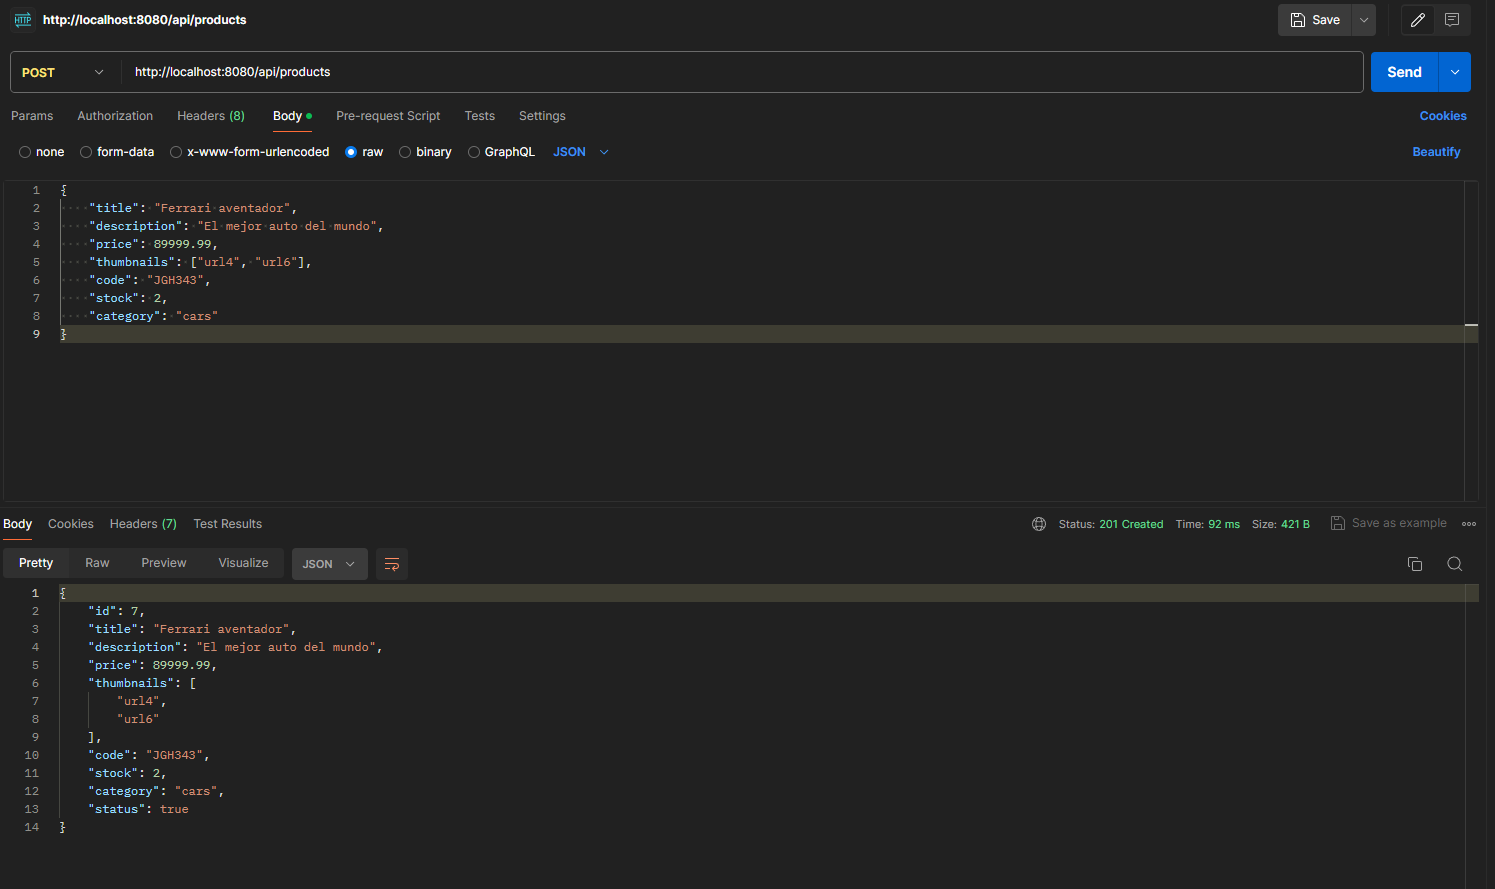 HTTP http://localhost:8080/api/products Save
POST http://localhost:8080/api/products Send
Params Authorization Headers (8) Body Pre-request Script Tests Settings Cookies
none form-data x-www-form-urlencoded raw binary GraphQL JSON Beautify
1 {
2 "title": "Ferrari aventador",
3 "description": "El mejor auto del mundo",
4 "price": 89999.99,
5 "thumbnails": ["url4", "url6"],
6 "code": "JGH343",
7 "stock": 2,
8 "category": "cars"
9 }
Body Cookies Headers (7) Test Results Status: 201 Created Time: 92 ms Size: 421 B Save as example
Pretty Raw Preview Visualize JSON
1 {
2 "id": 7,
3 "title": "Ferrari aventador",
4 "description": "El mejor auto del mundo",
5 "price": 89999.99,
6 "thumbnails": [
7 "url4",
8 "url6"
9 ],
10 "code": "JGH343",
11 "stock": 2,
12 "category": "cars",
13 "status": true
14 }